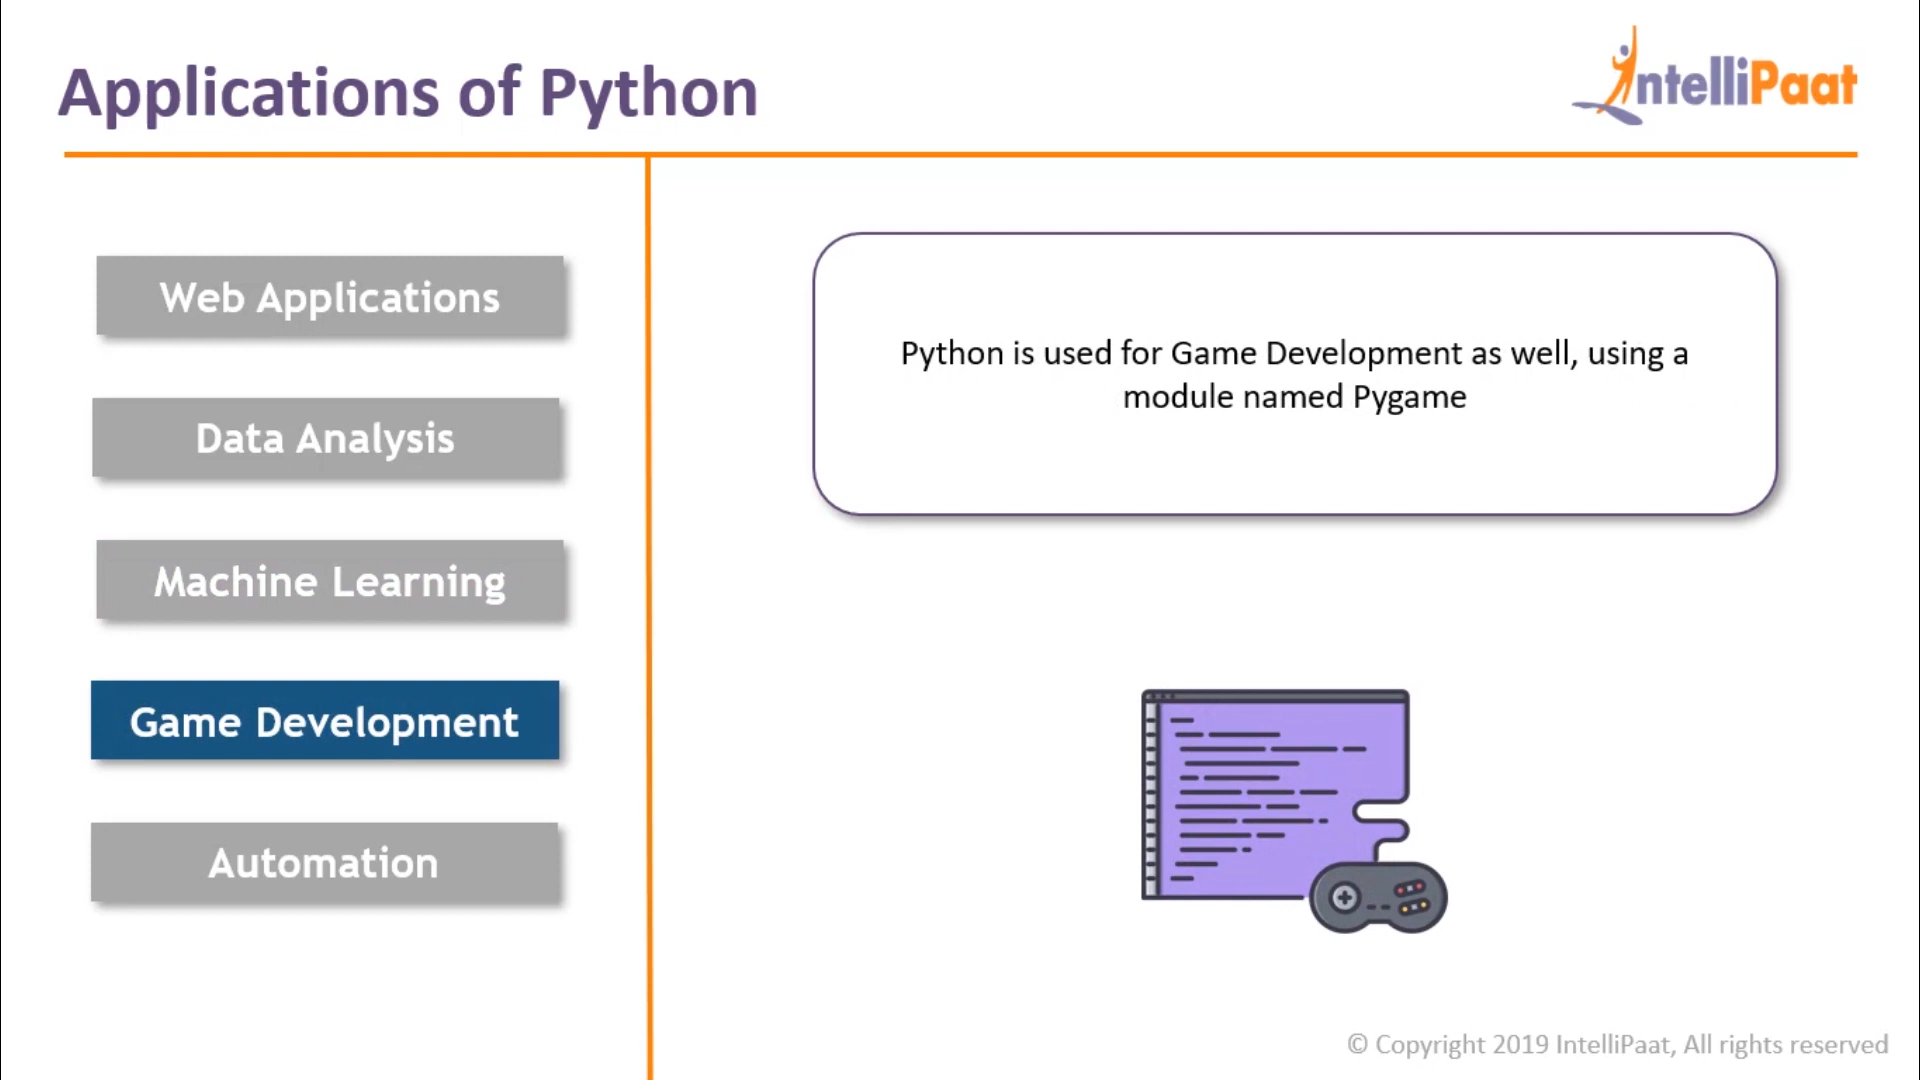 Applications of Python
IntelliPaat
Web Applications
Data Analysis
Machine Learning
Game Development
Automation
Python is used for Game Development as well, using a
module named Pygame
© Copyright 2019 IntelliPaat, All rights reserved